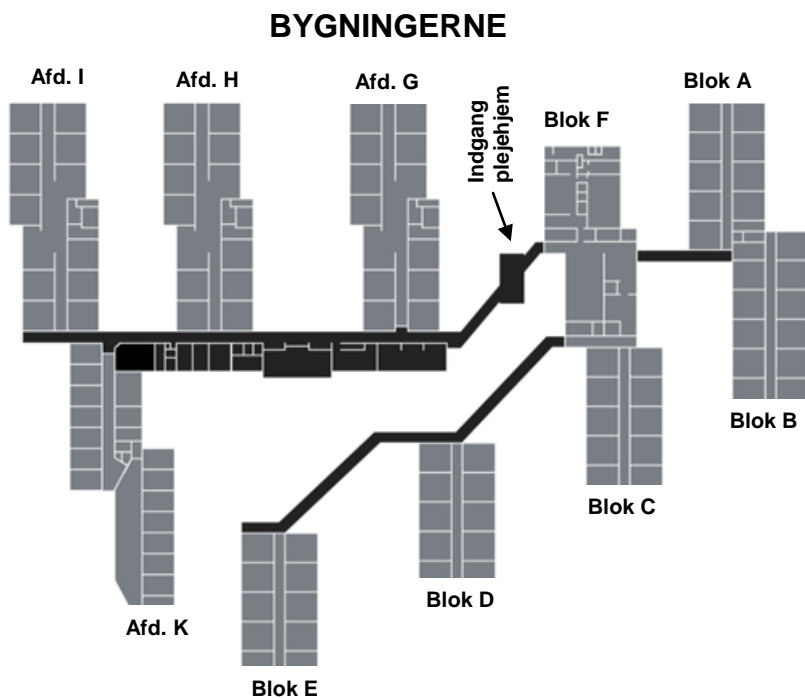 BYGNINGERNE
Afd. I
Afd. H
Afd. G
Indgang
plejehjem
Blok F
Blok A
Blok B
Blok C
Blok D
Afd. K
Blok E